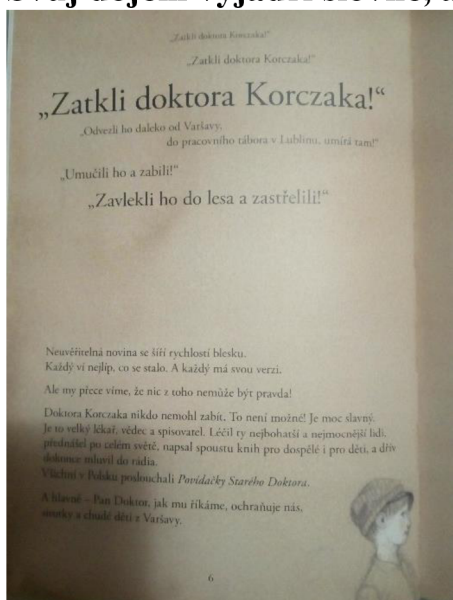 „Zatkli doktora Korczaka!"
„Zatkli doktora Korczaka!"
„Zatkli doktora Korczaka!“
„Odvezli ho daleko od Varšavy,
do pracovního tábora v Lublinu, umírá tam!"
„Umučili ho a zabili!"
„Zavlekli ho do lesa a zastřelili!"
Neuvěřitelná novina se šíří rychlostí blesku.
Každý ví nejlíp, co se stalo. A každý má svou verzi.
Ale my přece víme, že nic z toho nemůže být pravda!
Doktora Korczaka nikdo nemohl zabít. To není možné! Je moc slavný.
Je to velký lékař, vědec a spisovatel. Léčil ty nejbohatší a nejmocnější lidi,
přednášel po celém světě, napsal spoustu knih pro dospělé i pro děti, a dřív
dokonce mluvil do rádia.
Všichni v Polsku poslouchali Povídačky Starého Doktora.
A hlavně – Pan Doktor, jak mu říkáme, ochraňuje nás,
sirotky a chudé děti z Varšavy.
6